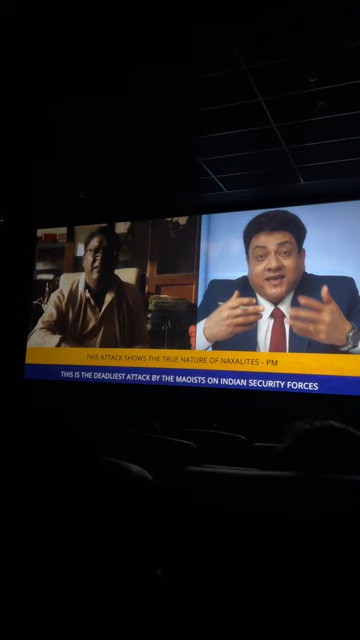 THIS ATTACK SHOWS THE TRUE NATURE OF NAXALITES - PM
THIS IS THE DEADLIEST ATTACK BY THE MAOISTS ON INDIAN SECURITY FORCES